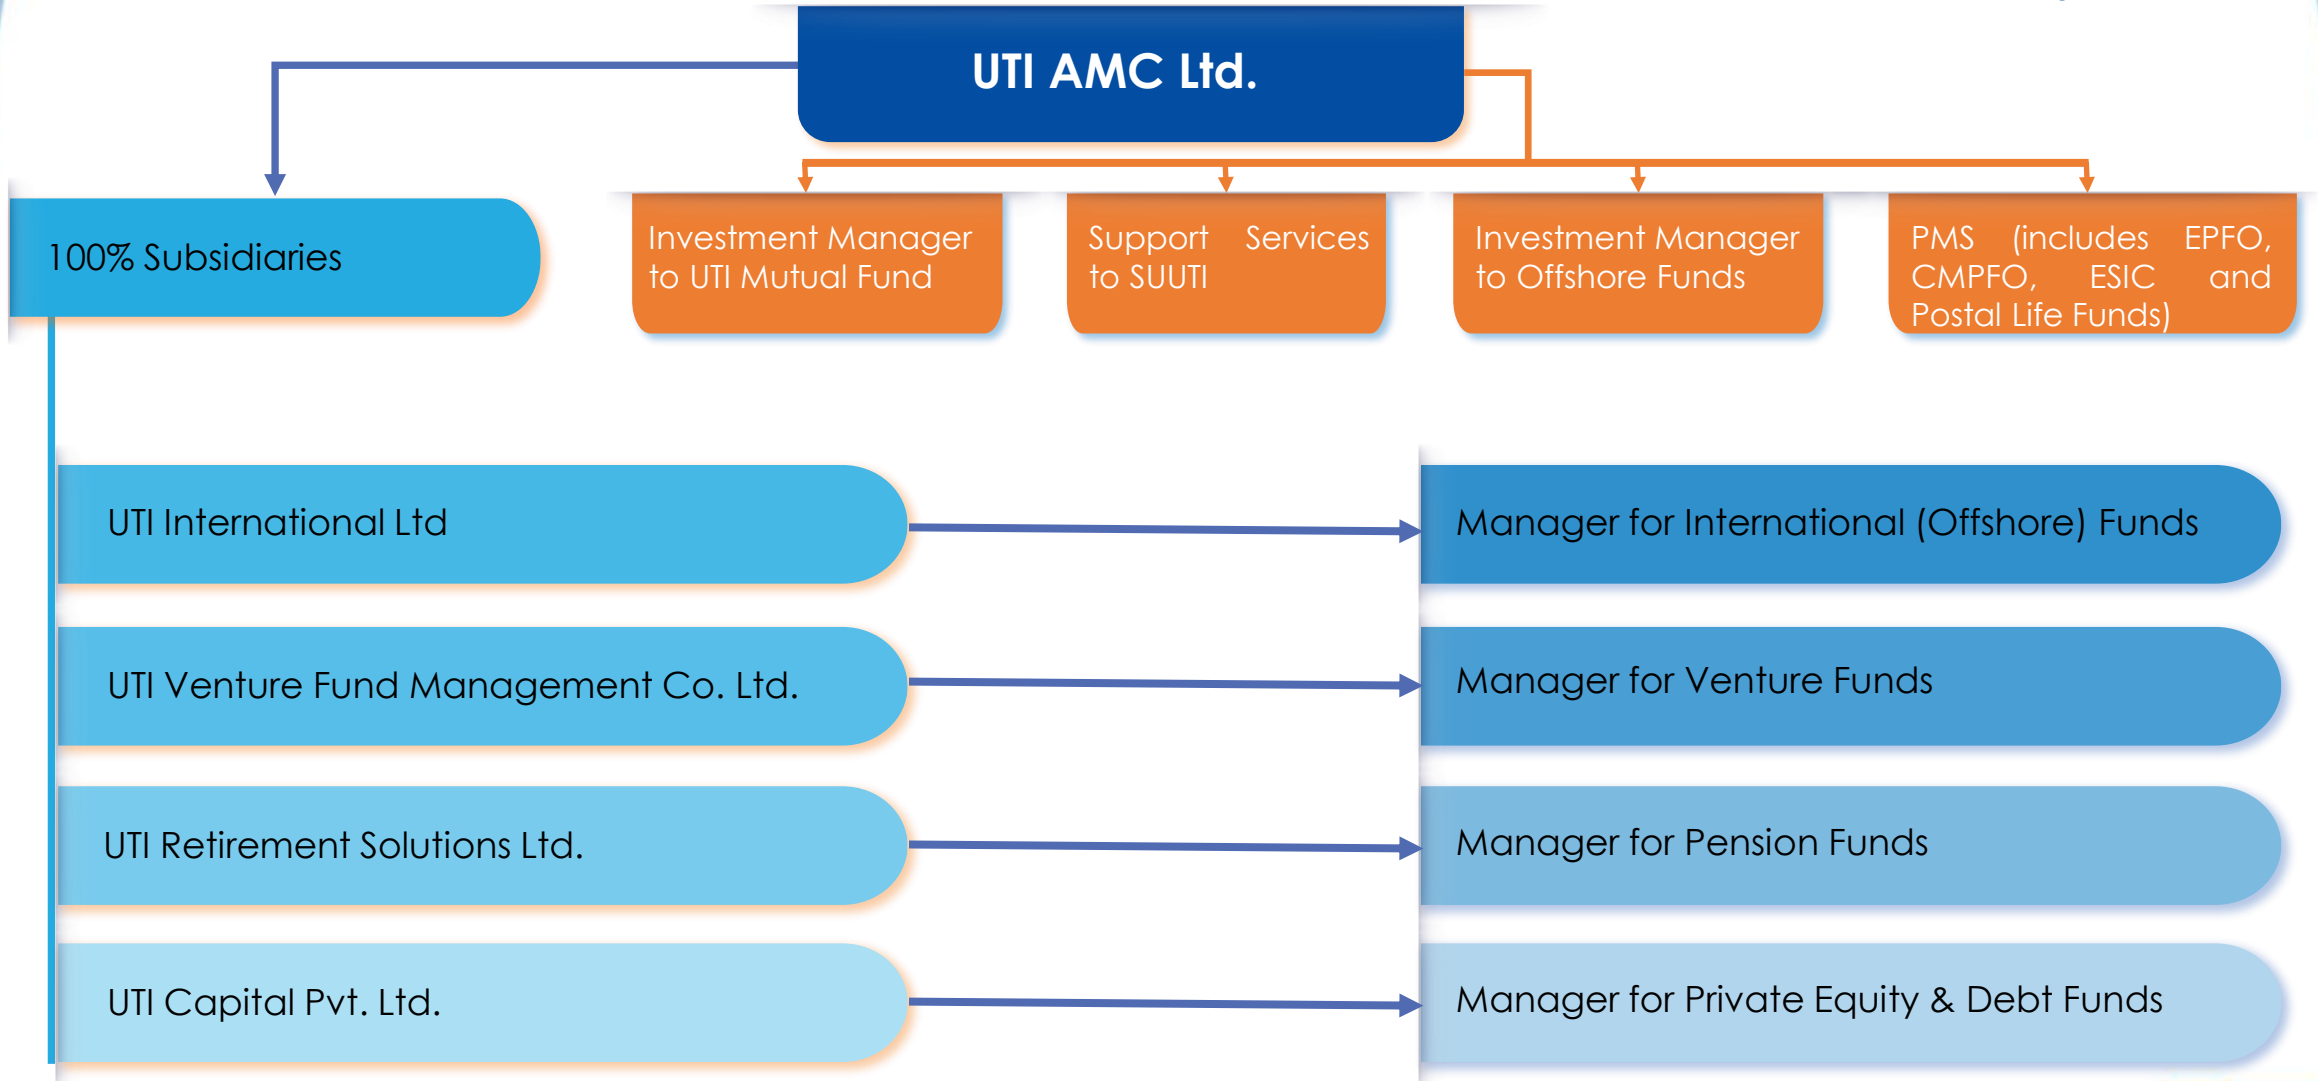 UTI AMC Ltd.
100% Subsidiaries
Investment Manager
to UTI Mutual Fund
Support Services
to SUUTI
Investment Manager
to Offshore Funds
PMS (includes EPFO,
CMPFO, ESIC and
Postal Life Funds)
UTI International Ltd
Manager for International (Offshore) Funds
UTI Venture Fund Management Co. Ltd.
Manager for Venture Funds
UTI Retirement Solutions Ltd.
Manager for Pension Funds
UTI Capital Pvt. Ltd.
Manager for Private Equity & Debt Funds